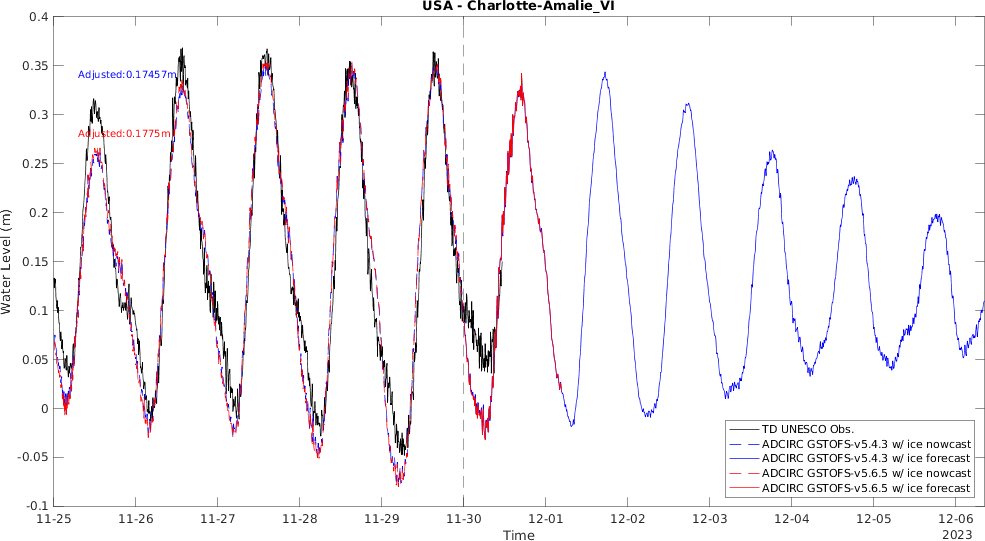 USA - Charlotte-Amalie_VI
0.4
0.35
0.3
0.25
0.2
0.15
0.1
0.05
0
-0.05
-0.1
Water Level (m)
Adjusted:0.17457m
Adjusted:0.1775m
TD UNESCO Obs.
ADCIRC GSTOFS-v5.4.3 w/ ice nowcast
ADCIRC GSTOFS-v5.4.3 w/ ice forecast
ADCIRC GSTOFS-v5.6.5 w/ ice nowcast
ADCIRC GSTOFS-v5.6.5 w/ ice forecast
11-25 11-26 11-27 11-28 11-29 11-30 12-01 12-02 12-03 12-04 12-05 12-06
Time
2023